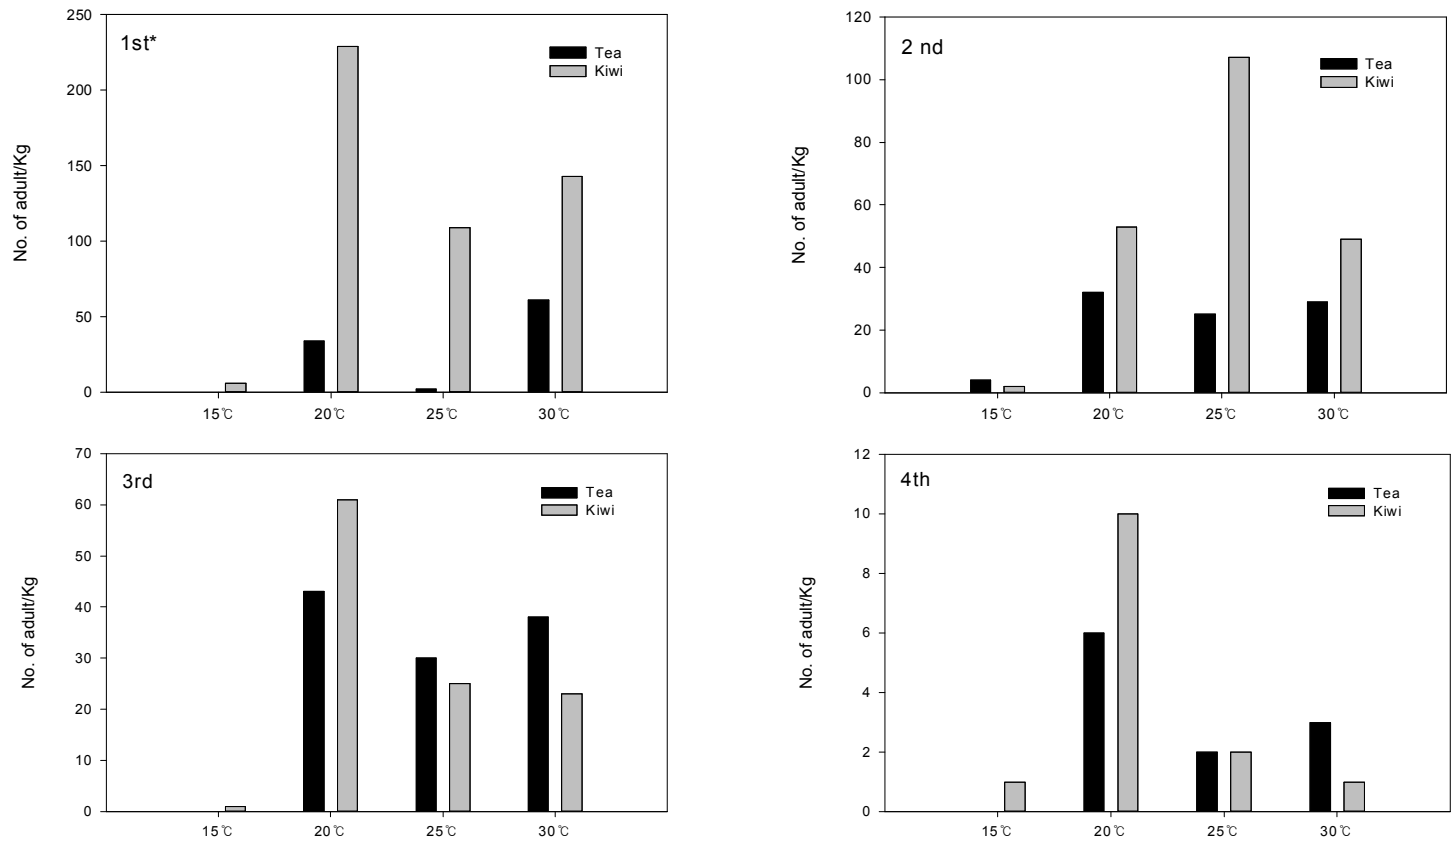 1st*
Tea
Kiwi
No. of adult/Kg
250
200
150
100
50
0
15℃ 20℃ 25℃ 30℃
2 nd
Tea
Kiwi
No. of adult/Kg
120
100
80
60
40
20
0
15℃ 20℃ 25℃ 30℃
3rd
Tea
Kiwi
No. of adult/Kg
70
60
50
40
30
20
10
0
15℃ 20℃ 25℃ 30℃
4th
Tea
Kiwi
No. of adult/Kg
12
10
8
6
4
2
0
15℃ 20℃ 25℃ 30℃